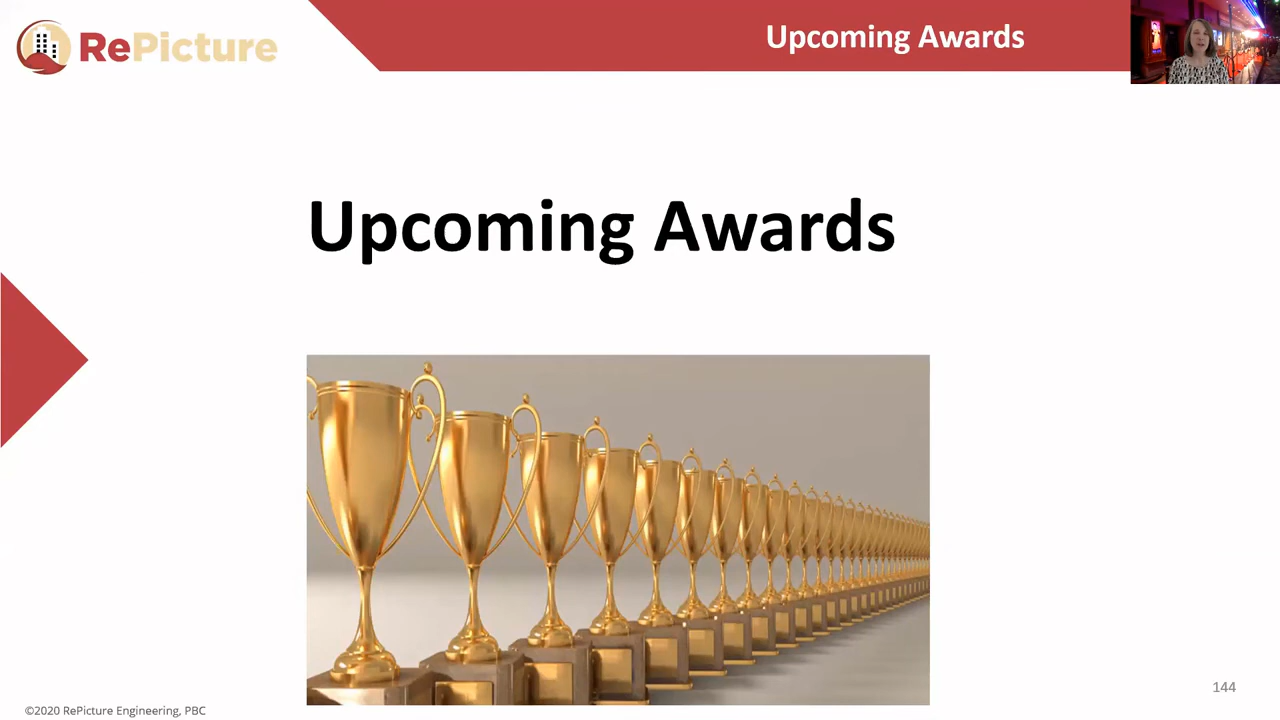 RePicture
Upcoming Awards
Upcoming Awards
144
©2020 RePicture Engineering, PBC